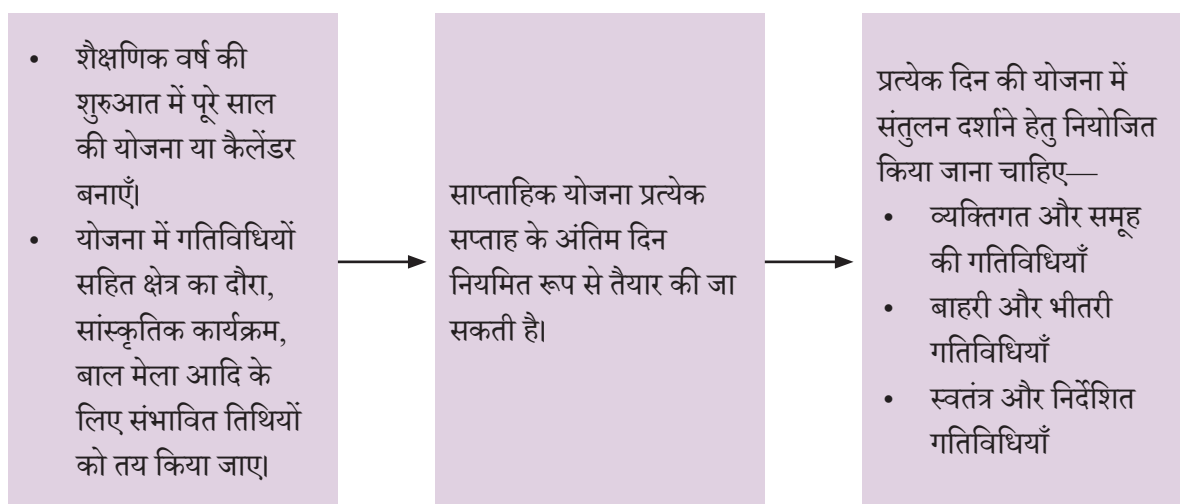 • शैक्षणिक वर्ष की
शुरुआत में पूरे साल
की योजना या कैलेंडर
बनाएँ।
• योजना में गतिविधियों
सहित क्षेत्र का दौरा,
सांस्कृतिक कार्यक्रम,
बाल मेला आदि के
लिए संभावित तिथियों
को तय किया जाए।
साप्ताहिक योजना प्रत्येक
सप्ताह के अंतिम दिन
नियमित रूप से तैयार की जा
सकती है।
प्रत्येक दिन की योजना में
संतुलन दर्शाने हेतु नियोजित
किया जाना चाहिए—
• व्यक्तिगत और समूह
की गतिविधियाँ
• बाहरी और भीतरी
गतिविधियाँ
• स्वतंत्र और निर्देशित
गतिविधियाँ